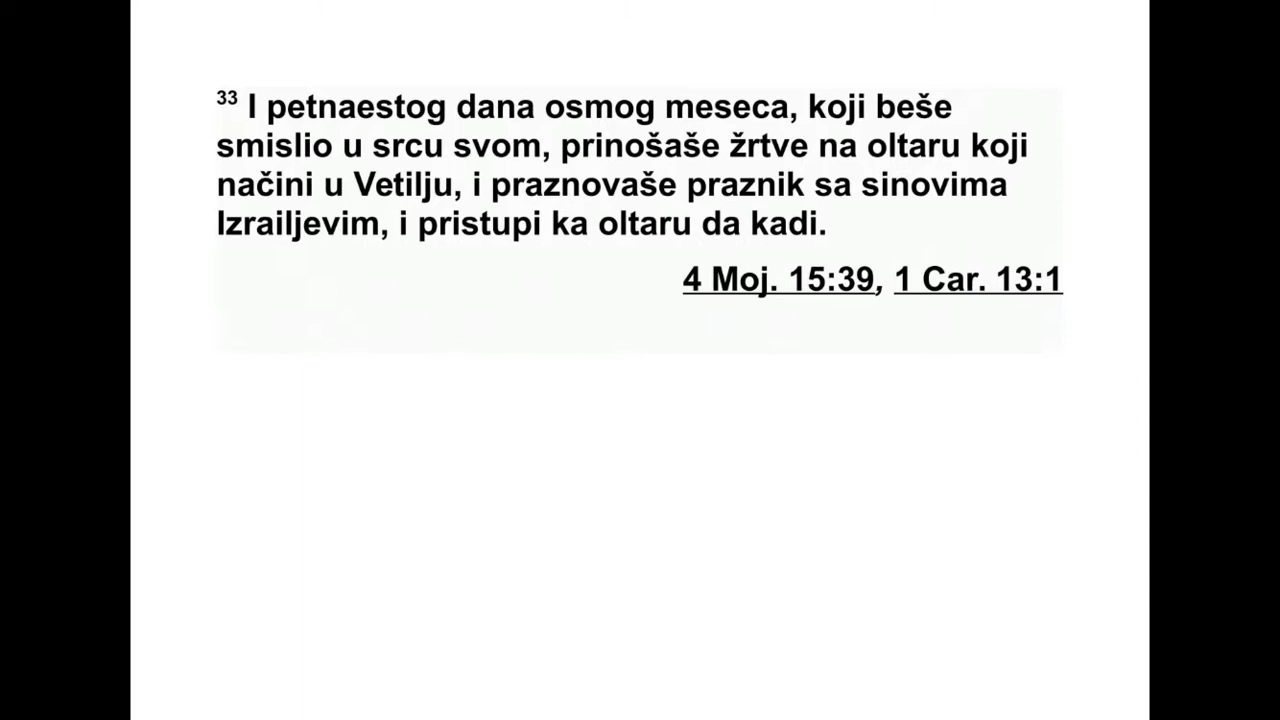 33 I petnaestog dana osmog meseca, koji beše
smislio u srcu svom, prinošaše žrtve na oltaru koji
načini u Vetilju, i praznovaše praznik sa sinovima
Izrailjevim, i pristupi ka oltaru da kadi.
4 Moj. 15:39, 1 Car. 13:1